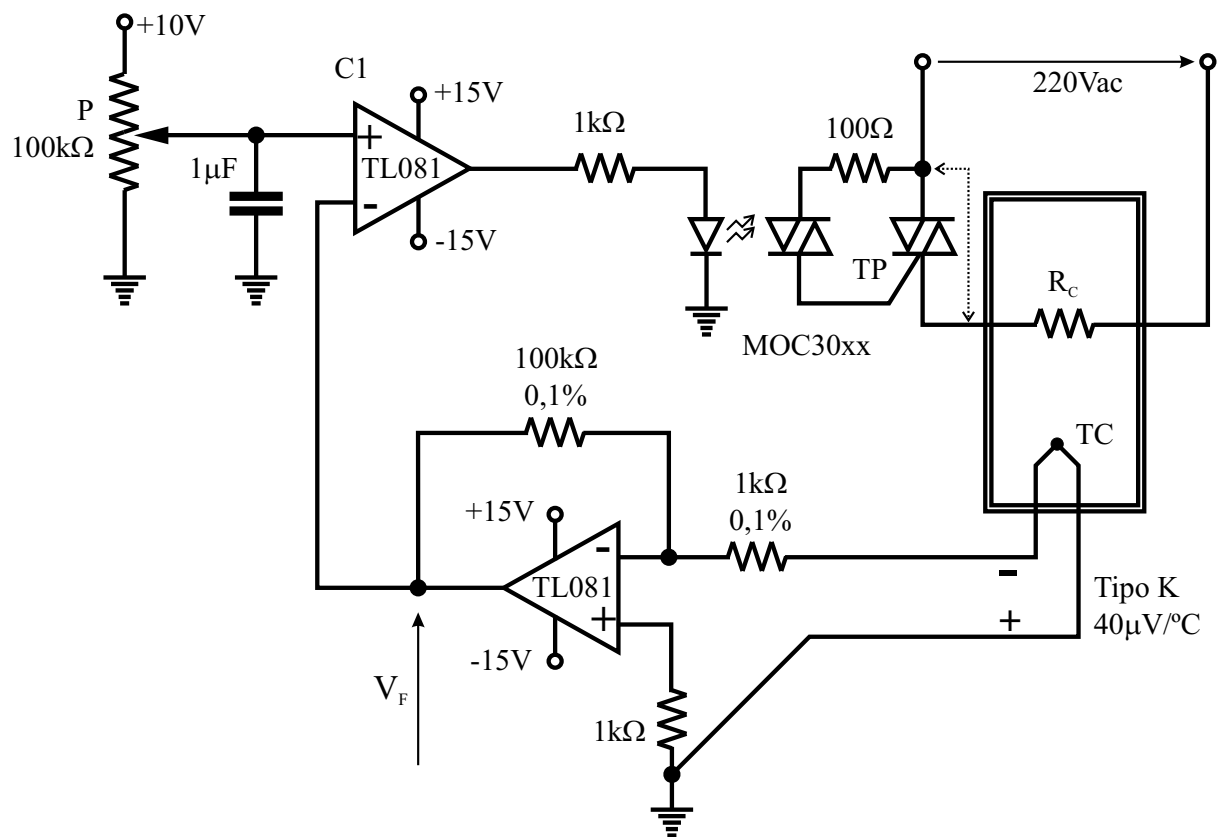 +10V
P
100kΩ
1μF
C1
+15V
+
TL081
-
-15V
1kΩ
100Ω
220Vac
TP
MOC30xx
R_C
TC
100kΩ
0,1%
1kΩ
0,1%
+15V
-
TL081
+
-15V
V_F
1kΩ
-
+
Tipo K
40μV/ºC